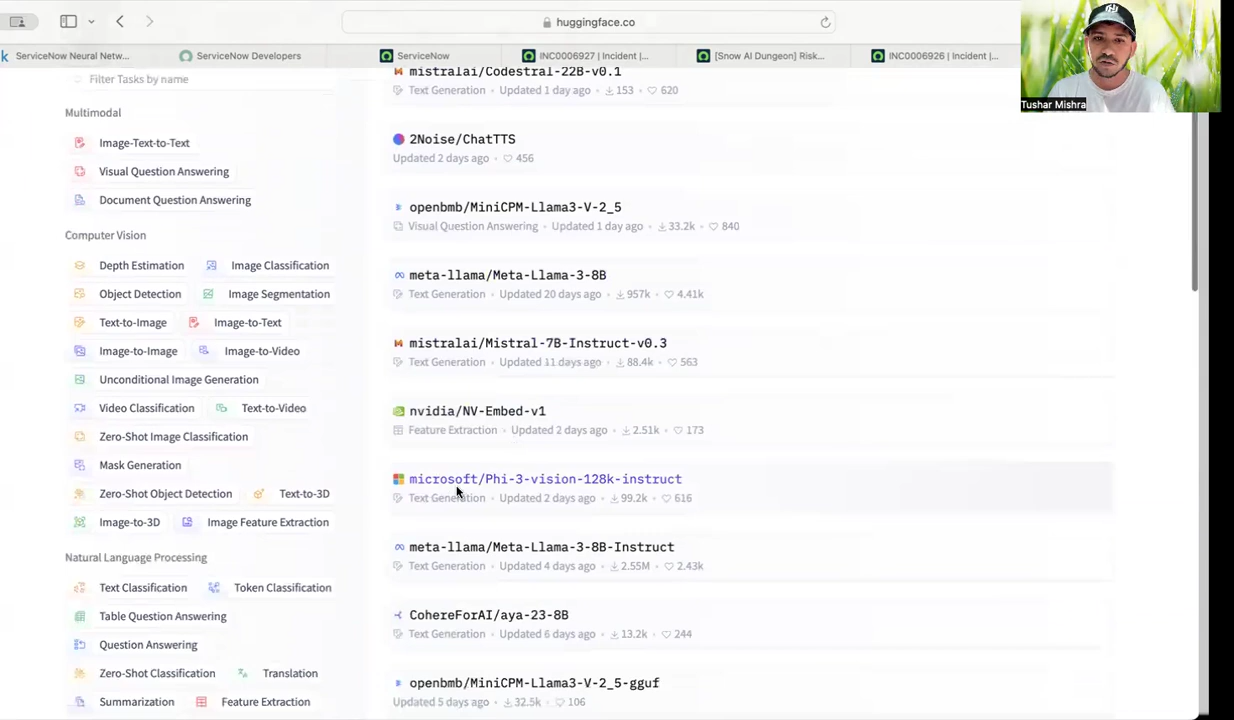 huggingface.co
ServiceNow Neural Netw...
ServiceNow Developers
ServiceNow
INC0006927 | Incident |...
[Snow AI Dungeon] Risk...
INC0006926 | Incident |...
Tushar Mishra
Filter Tasks by name
Multimodal
Image-Text-to-Text
Visual Question Answering
Document Question Answering
Computer Vision
Depth Estimation Image Classification
Object Detection Image Segmentation
Text-to-Image Image-to-Text
Image-to-Image Image-to-Video
Unconditional Image Generation
Video Classification Text-to-Video
Zero-Shot Image Classification
Mask Generation
Zero-Shot Object Detection Text-to-3D
Image-to-3D Image Feature Extraction
Natural Language Processing
Text Classification Token Classification
Table Question Answering
Question Answering
Zero-Shot Classification Translation
Summarization Feature Extraction
mistralai/Codestral-22B-v0.1
Text Generation • Updated 1 day ago • 153 • 620
2Noise/ChatTTS
Updated 2 days ago • 456
openbmb/MiniCPM-Llama3-V-2_5
Visual Question Answering • Updated 1 day ago • 33.2k • 840
meta-llama/Meta-Llama-3-8B
Text Generation • Updated 20 days ago • 957k • 4.41k
mistralai/Mistral-7B-Instruct-v0.3
Text Generation • Updated 11 days ago • 88.4k • 563
nvidia/NV-Embed-v1
Feature Extraction • Updated 2 days ago • 2.51k • 173
microsoft/Phi-3-vision-128k-instruct
Text Generation • Updated 2 days ago • 99.2k • 616
meta-llama/Meta-Llama-3-8B-Instruct
Text Generation • Updated 4 days ago • 2.55M • 2.43k
CohereForAI/aya-23-8B
Text Generation • Updated 6 days ago • 13.2k • 244
openbmb/MiniCPM-Llama3-V-2_5-gguf
Updated 5 days ago • 32.5k • 106